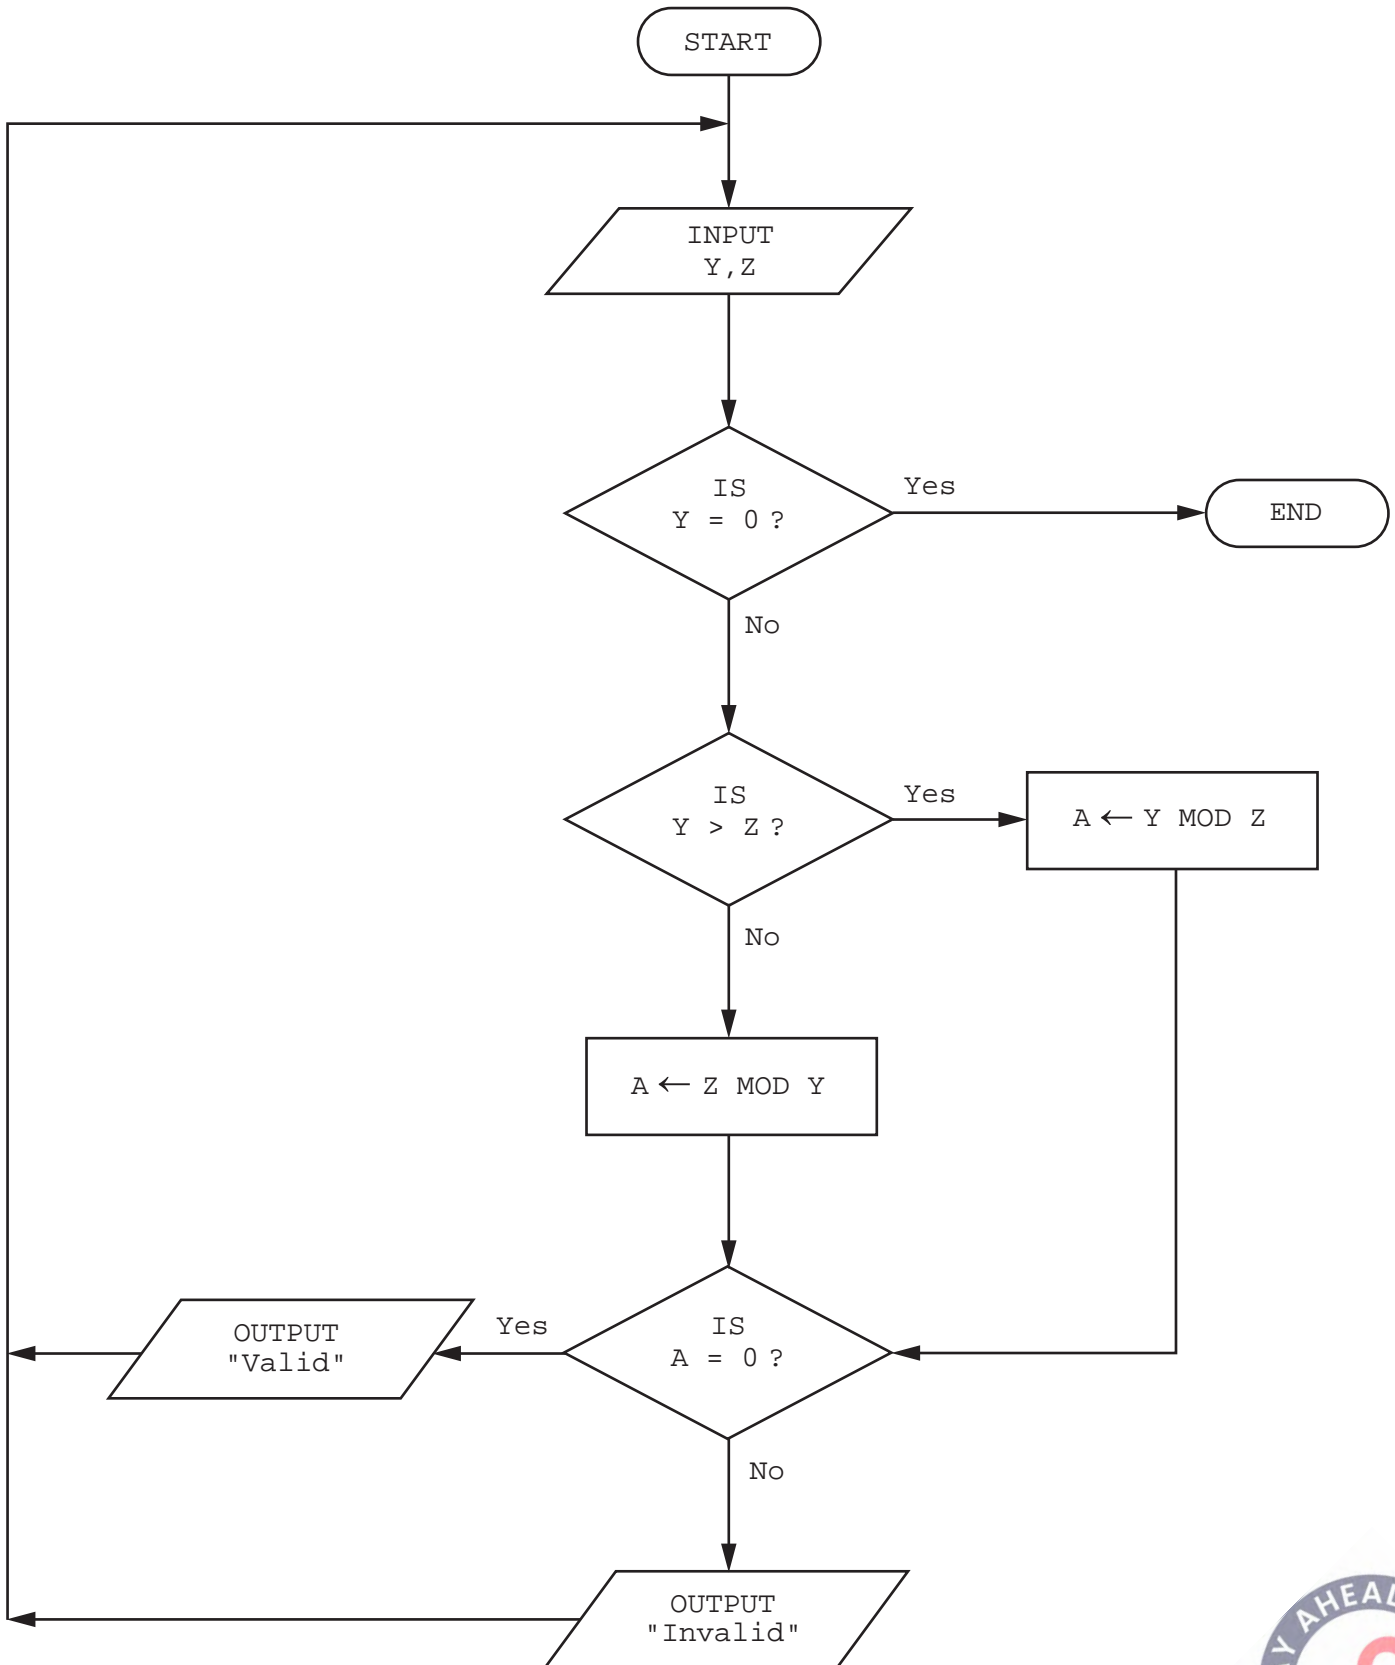 START
INPUT
Y,Z
IS
Y = 0 ?
Yes
END
No
IS
Y > Z ?
Yes
A ← Y MOD Z
No
A ← Z MOD Y
IS
A = 0 ?
Yes
OUTPUT
"Valid"
No
OUTPUT
"Invalid"